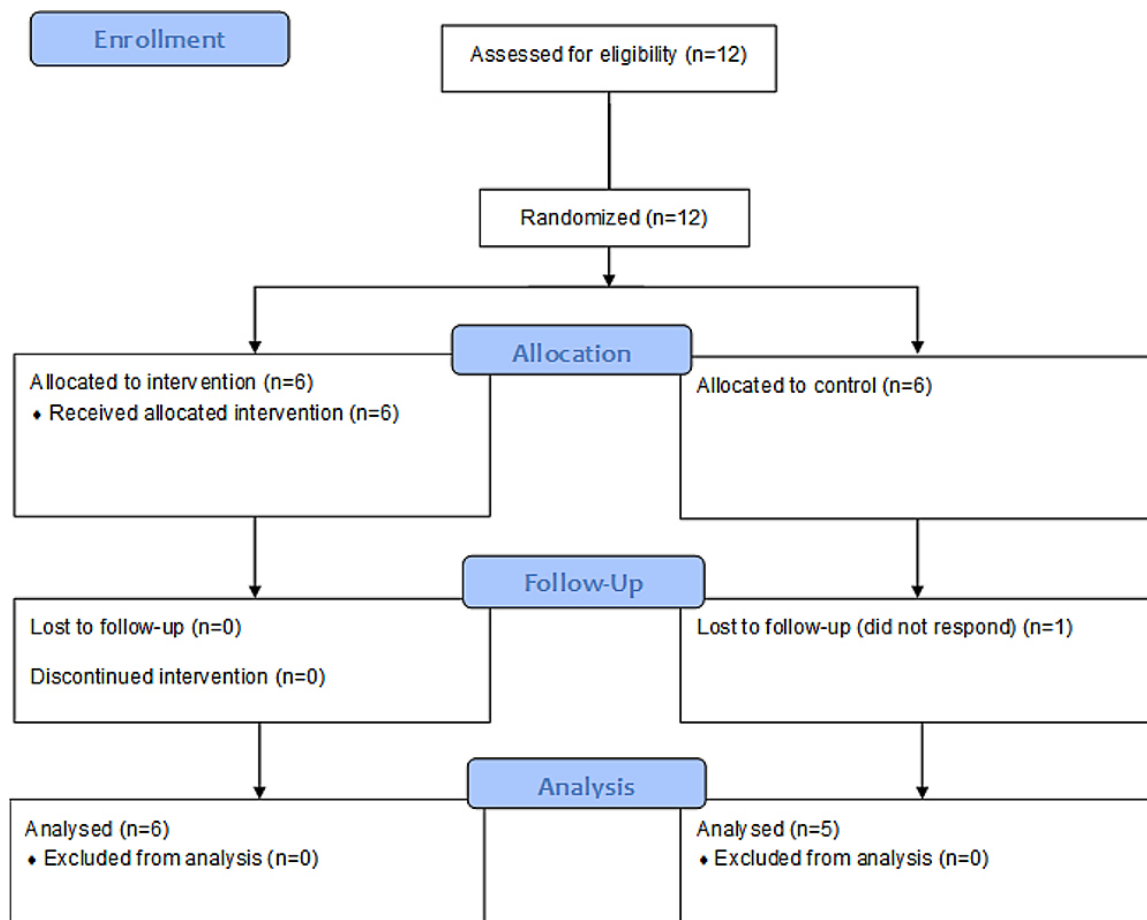 Enrollment
Assessed for eligibility (n=12)
Randomized (n=12)
Allocation
Allocated to intervention (n=6)
♦ Received allocated intervention (n=6)
Allocated to control (n=6)
Follow-Up
Lost to follow-up (n=0)
Discontinued intervention (n=0)
Lost to follow-up (did not respond) (n=1)
Analysis
Analysed (n=6)
♦ Excluded from analysis (n=0)
Analysed (n=5)
♦ Excluded from analysis (n=0)